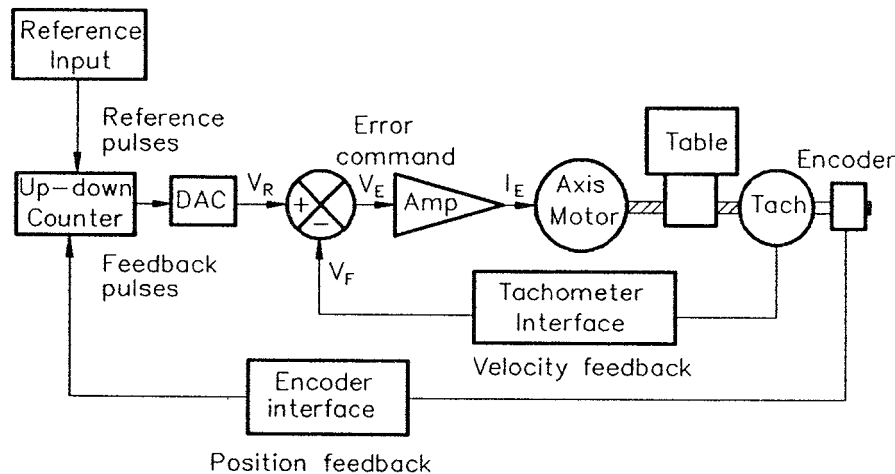 Reference
Input
Reference
pulses
Error
command
Table
Encoder
Up-down
Counter
DAC
V_R
+
−
V_E
Amp
I_E
Axis
Motor
Tach
Feedback
pulses
V_F
Tachometer
Interface
Velocity feedback
Encoder
interface
Position feedback